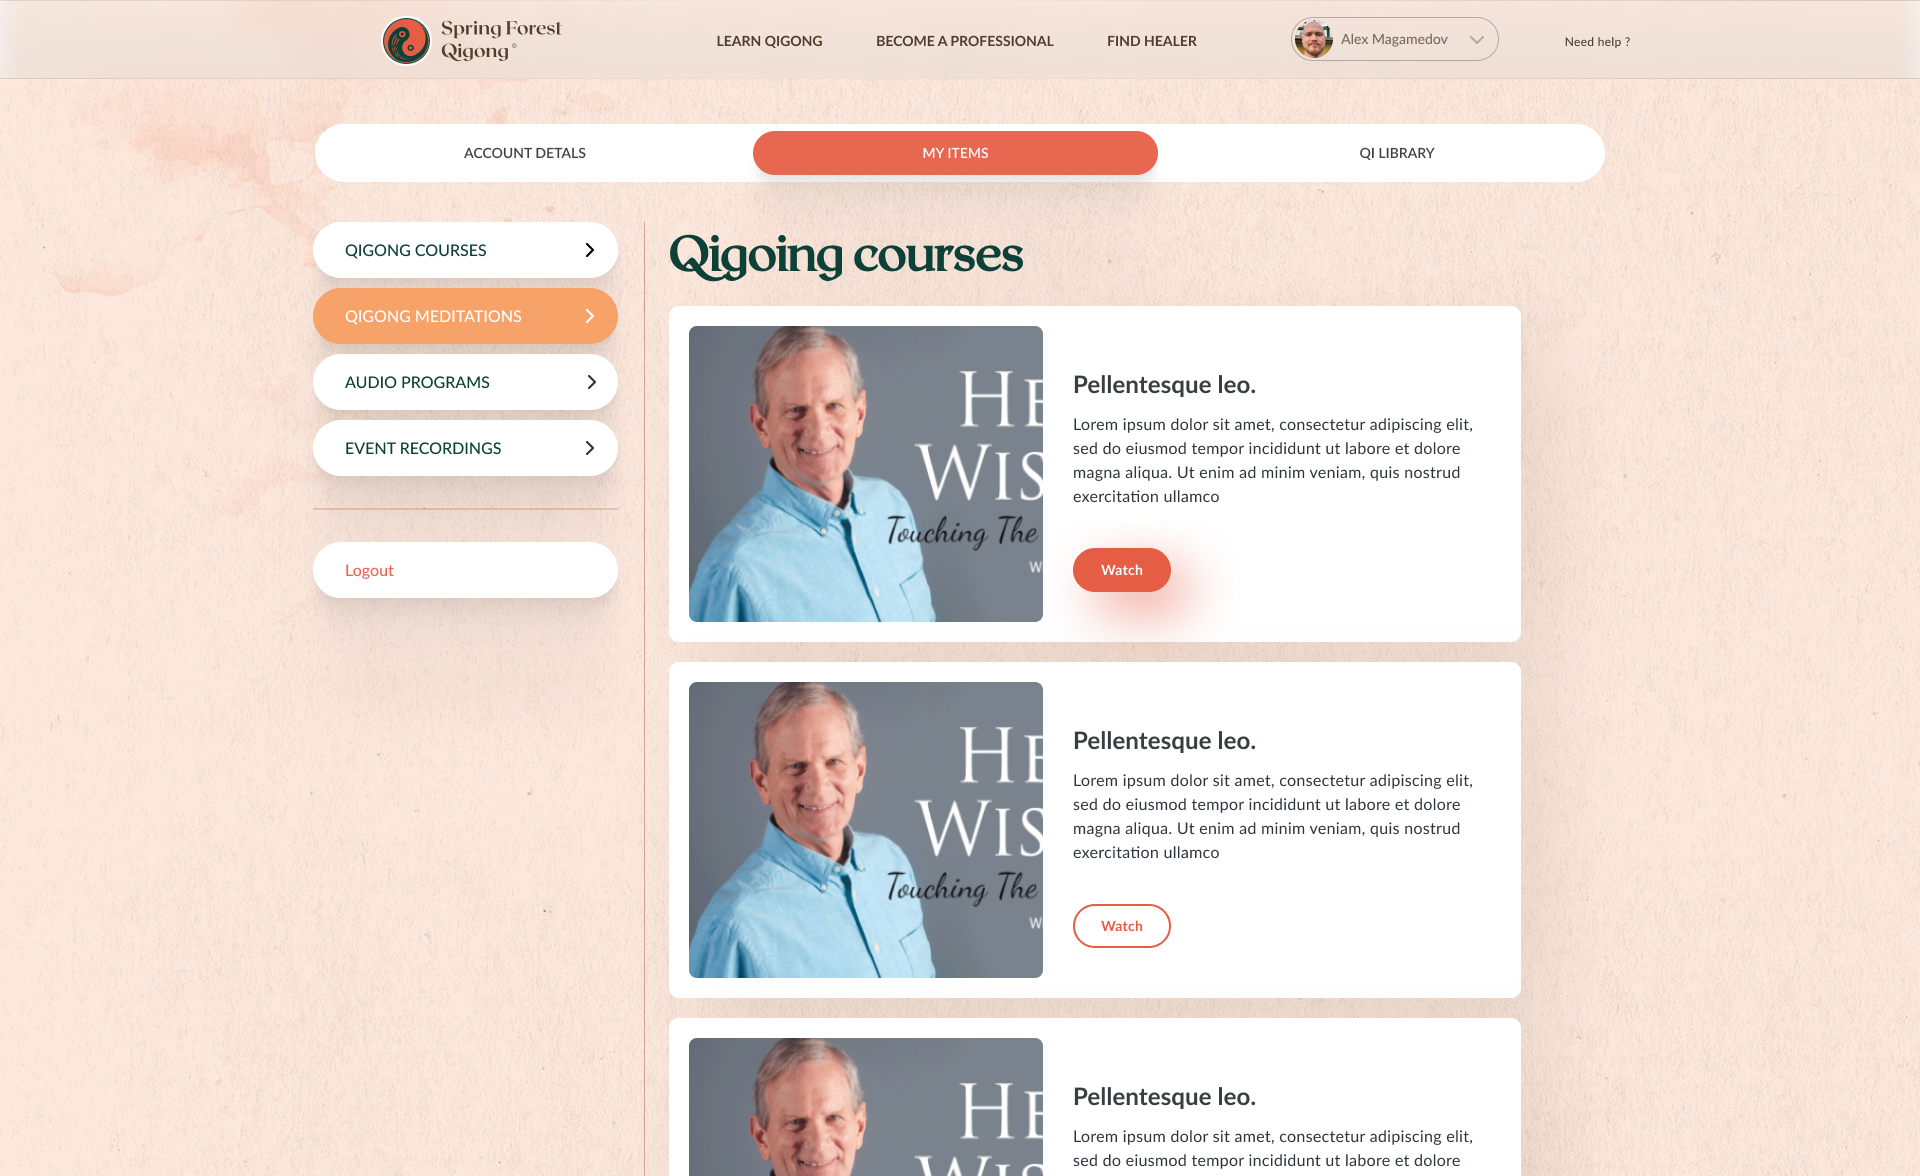 Spring Forest
Qigong ©
LEARN QIGONG
BECOME A PROFESSIONAL
FIND HEALER
Alex Magamedov
Need help ?
ACCOUNT DETALS
MY ITEMS
QI LIBRARY
QIGONG COURSES
QIGONG MEDITATIONS
AUDIO PROGRAMS
EVENT RECORDINGS
Logout
Qigoing courses
HE
WIS
Touching The
W
Pellentesque leo.
Lorem ipsum dolor sit amet, consectetur adipiscing elit,
sed do eiusmod tempor incididunt ut labore et dolore
magna aliqua. Ut enim ad minim veniam, quis nostrud
exercitation ullamco
Watch
HE
WIS
Touching The
W
Pellentesque leo.
Lorem ipsum dolor sit amet, consectetur adipiscing elit,
sed do eiusmod tempor incididunt ut labore et dolore
magna aliqua. Ut enim ad minim veniam, quis nostrud
exercitation ullamco
Watch
HE
WIS
Pellentesque leo.
Lorem ipsum dolor sit amet, consectetur adipiscing elit,
sed do eiusmod tempor incididunt ut labore et dolore